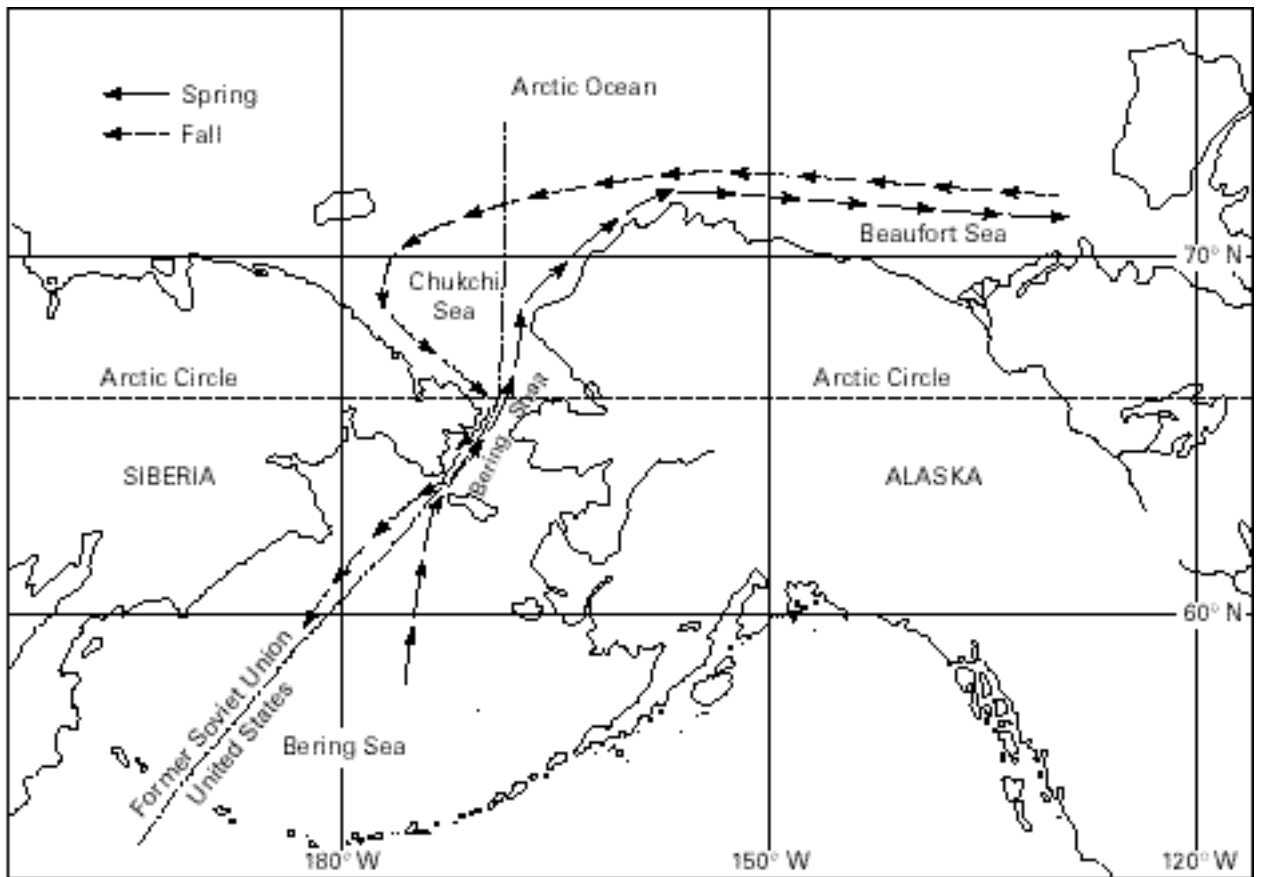 Arctic Ocean
Spring
Fall
Beaufort Sea
70° N
Chukchi
Sea
Arctic Circle
Arctic Circle
Bering Strait
SIBERIA
ALASKA
60° N
Former Soviet Union
United States
Bering Sea
180° W
150° W
120° W